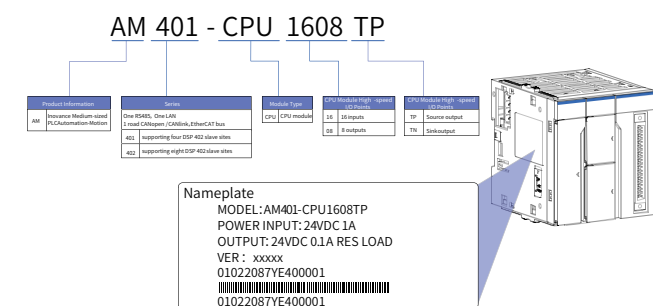 AM 401 - CPU 1608 TP
Product Information
AM
Inovance Medium-sized
PLCAutomation-Motion
Series
One RS485, One LAN
1 road CANopen /CANlink,EtherCAT bus
401 supporting four DSP 402 slave sites
402 supporting eight DSP 402 slave sites
Module Type
CPU CPU module
CPU Module High -speed
I/O Points
16 16 inputs
08 8 outputs
CPU Module High -speed
I/O Points
TP Source output
TN Sinkoutput
Nameplate
MODEL:AM401-CPU1608TP
POWER INPUT: 24VDC 1A
OUTPUT: 24VDC 0.1A RES LOAD
VER : xxxxx
01022087YE400001
01022087YE400001